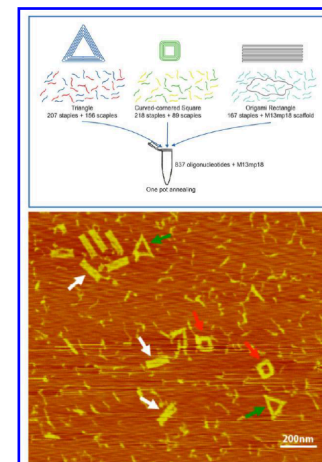 Triangle
207 staples + 156 scaples
Curved-cornered Square
218 staples + 89 scaples
Origami Rectangle
167 staples + M13mp18 scaffold
837 oligonucleotides + M13mp18
One pot annealing
200nm